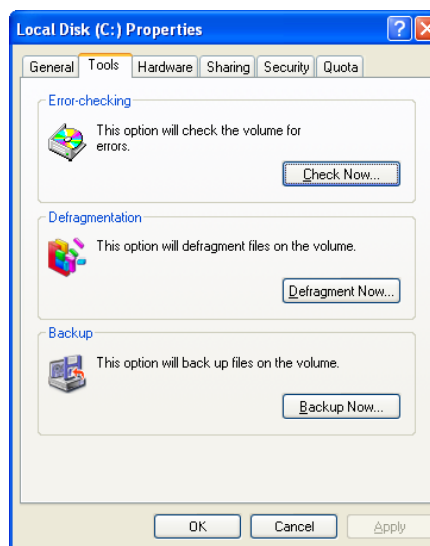 Local Disk (C:) Properties
General Tools Hardware Sharing Security Quota
Error-checking
This option will check the volume for
errors.
Check Now...
Defragmentation
This option will defragment files on the volume.
Defragment Now...
Backup
This option will back up files on the volume.
Backup Now...
OK Cancel Apply